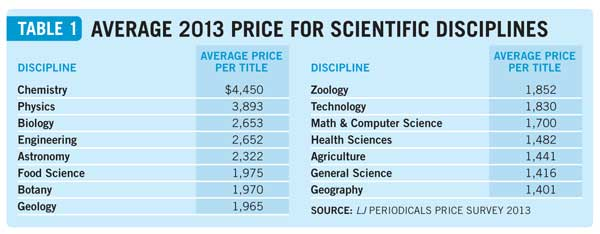 TABLE 1 AVERAGE 2013 PRICE FOR SCIENTIFIC DISCIPLINES
DISCIPLINE AVERAGE PRICE PER TITLE
Chemistry $4,450
Physics 3,893
Biology 2,653
Engineering 2,652
Astronomy 2,322
Food Science 1,975
Botany 1,970
Geology 1,965
DISCIPLINE AVERAGE PRICE PER TITLE
Zoology 1,852
Technology 1,830
Math & Computer Science 1,700
Health Sciences 1,482
Agriculture 1,441
General Science 1,416
Geography 1,401
SOURCE: LJ PERIODICALS PRICE SURVEY 2013